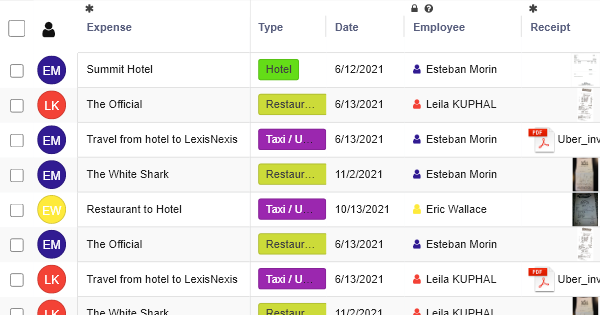 Expense Type Date Employee Receipt
EM Summit Hotel Hotel 6/12/2021 Esteban Morin
LK The Official Restaur... 6/13/2021 Leila KUPHAL
EM Travel from hotel to LexisNexis Taxi / U... 6/13/2021 Esteban Morin PDF Uber_inv
EM The White Shark Restaur... 11/2/2021 Esteban Morin
EW Restaurant to Hotel Taxi / U... 10/13/2021 Eric Wallace
EM The Official Restaur... 6/13/2021 Esteban Morin
LK Travel from hotel to LexisNexis Taxi / U... 6/13/2021 Leila KUPHAL PDF Uber_inv
LK The White Shark Restaur... 11/2/2021 Leila KUPHAL